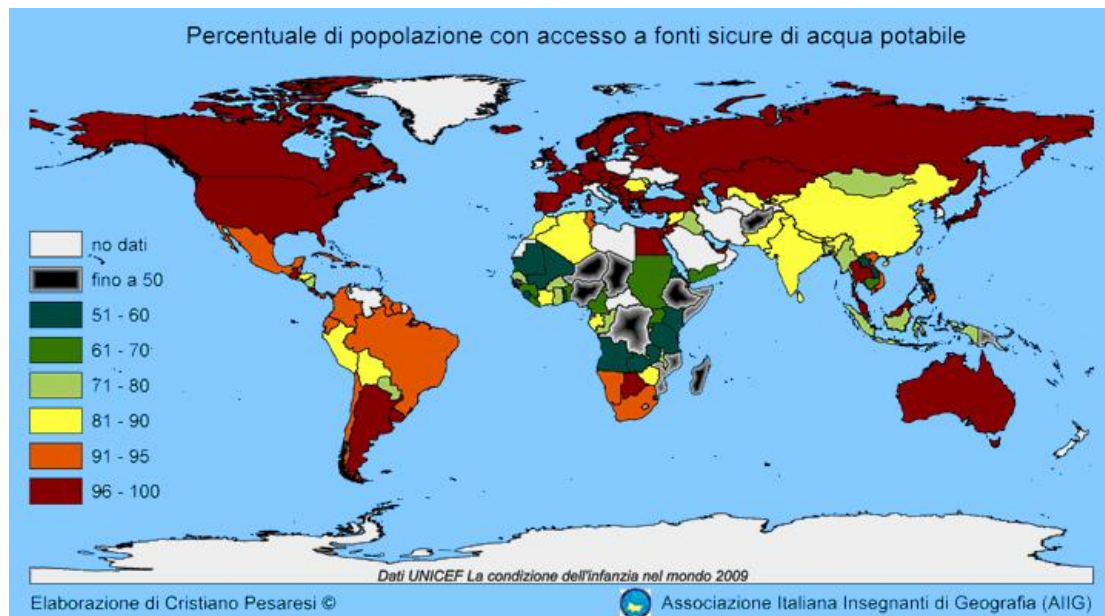 Percentuale di popolazione con accesso a fonti sicure di acqua potabile
no dati
fino a 50
51 - 60
61 - 70
71 - 80
81 - 90
91 - 95
96 - 100
Dati UNICEF La condizione dell'infanzia nel mondo 2009
Elaborazione di Cristiano Pesaresi ©
Associazione Italiana Insegnanti di Geografia (AIIG)